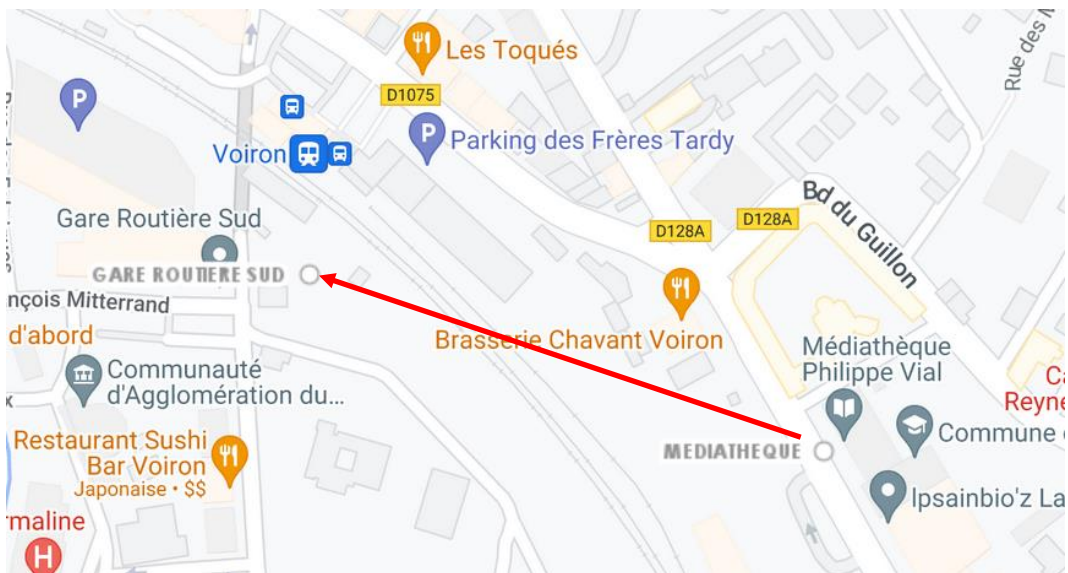 Les Toqués
D1075
P
P
Parking des Frères Tardy
Rue des
Voiron
Bd du Guillon
Gare Routière Sud
D128A
D128A
GARE ROUTIERE SUD
nçois Mitterrand
d'abord
Brasserie Chavant Voiron
Médiathèque
Philippe Vial
Communauté
d'Agglomération du...
Ca
Reyne
Restaurant Sushi
Bar Voiron
Japonaise • $$
MEDIATHEQUE
Commune
Ipsainbio'z La
rmaline
H